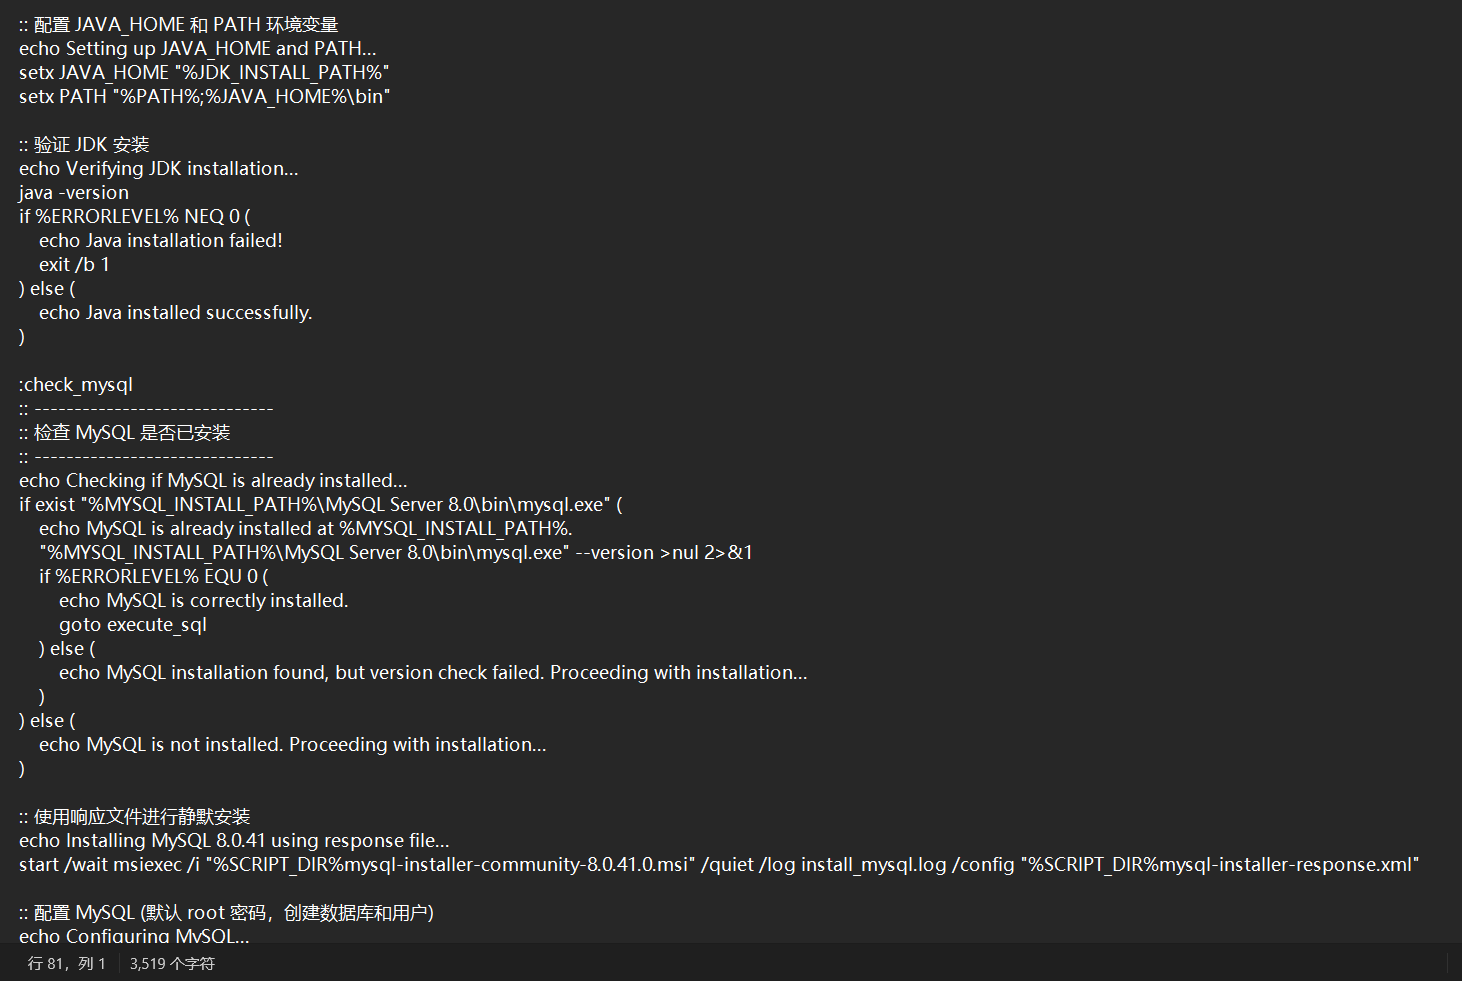 :: 配置 JAVA_HOME 和 PATH 环境变量
echo Setting up JAVA_HOME and PATH...
setx JAVA_HOME "%JDK_INSTALL_PATH%"
setx PATH "%PATH%;%JAVA_HOME%\bin"
:: 验证 JDK 安装
echo Verifying JDK installation...
java -version
if %ERRORLEVEL% NEQ 0 (
echo Java installation failed!
exit /b 1
) else (
echo Java installed successfully.
)
:check_mysql
:: ------------------------------
:: 检查 MySQL 是否已安装
:: ------------------------------
echo Checking if MySQL is already installed...
if exist "%MYSQL_INSTALL_PATH%\MySQL Server 8.0\bin\mysql.exe" (
echo MySQL is already installed at %MYSQL_INSTALL_PATH%.
"%MYSQL_INSTALL_PATH%\MySQL Server 8.0\bin\mysql.exe" --version >nul 2>&1
if %ERRORLEVEL% EQU 0 (
echo MySQL is correctly installed.
goto execute_sql
) else (
echo MySQL installation found, but version check failed. Proceeding with installation...
)
) else (
echo MySQL is not installed. Proceeding with installation...
)
:: 使用响应文件进行静默安装
echo Installing MySQL 8.0.41 using response file...
start /wait msiexec /i "%SCRIPT_DIR%mysql-installer-community-8.0.41.0.msi" /quiet /log install_mysql.log /config "%SCRIPT_DIR%mysql-installer-response.xml"
:: 配置 MySQL (默认 root 密码，创建数据库和用户)
echo Configuring MySQL...
行 81，列 1 3,519 个字符